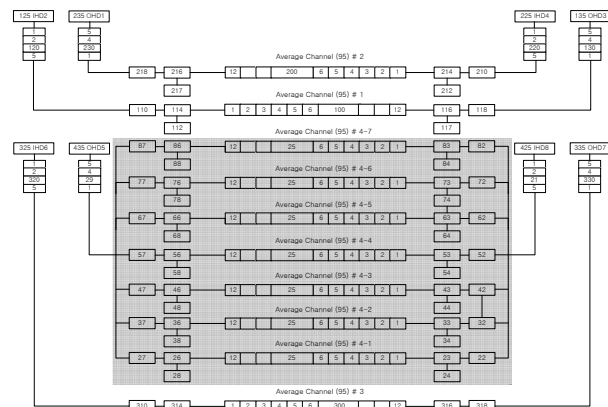 125 IHD2 235 OHD1 225 IHD4 135 OHD3
1 5 1 5
2 4 2 4
120 230 220 130
5 1 5 1
Average Channel (95) # 2
218 216 12 200 6 5 4 3 2 1 214 210
217 212
Average Channel (95) # 1
110 114 1 2 3 4 5 6 100 12 116 118
112 117
Average Channel (95) # 4-7
325 IHD6 435 OHD5 425 IHD8 335 OHD7
87 86 12 25 6 5 4 3 2 1 83 82
88 84
1 5 1 5
2 4 2 4
320 29 21 330
5 1 5 1
Average Channel (95) # 4-6
77 76 12 25 6 5 4 3 2 1 73 72
78 74
Average Channel (95) # 4-5
67 66 12 25 6 5 4 3 2 1 63 62
68 64
Average Channel (95) # 4-4
57 56 12 25 6 5 4 3 2 1 53 52
58 54
Average Channel (95) # 4-3
47 46 12 25 6 5 4 3 2 1 43 42
48 44
Average Channel (95) # 4-2
37 36 12 25 6 5 4 3 2 1 33 32
38 34
Average Channel (95) # 4-1
27 26 12 25 6 5 4 3 2 1 23 22
28 24
Average Channel (95) # 3
310 314 1 2 3 4 5 6 300 12 316 318